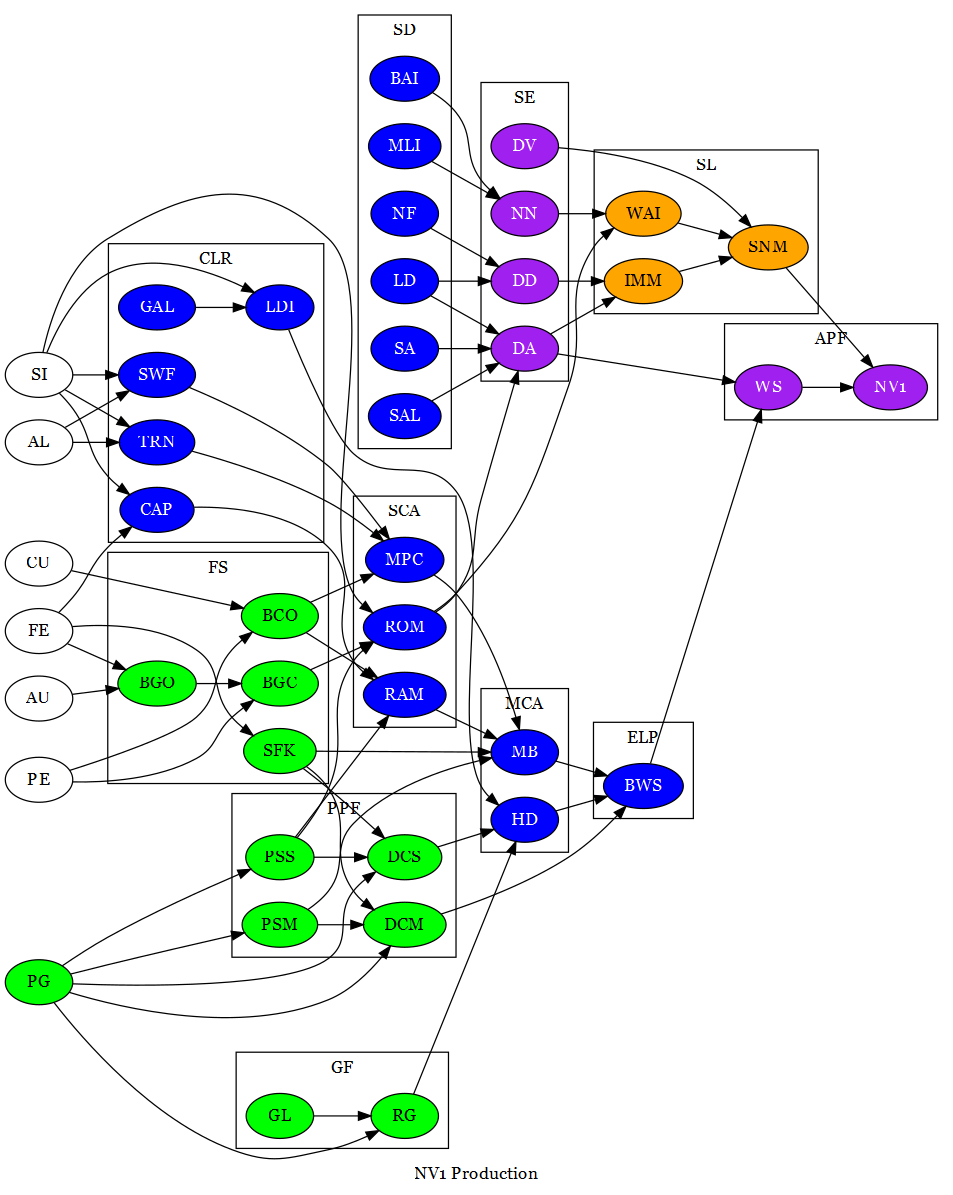 SD
BAI
MLI
NF
LD
SA
SAL
SE
DV
NN
DD
DA
SL
WAI
IMM
SNM
APF
WS
NV1
CLR
GAL
LDI
SWF
TRN
CAP
SI
AL
CU
FE
AU
PE
PG
FS
BCO
BGO
BGC
SFK
SCA
MPC
ROM
RAM
MCA
MB
HD
ELP
BWS
PPF
PSS
DCS
PSM
DCM
GF
GL
RG
NV1 Production